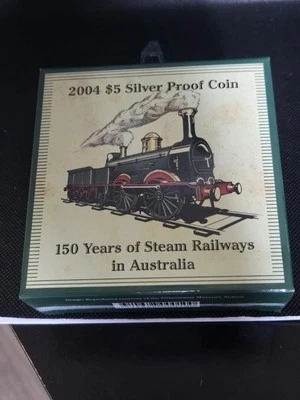 2004 $5 Silver Proof Coin
150 Years of Steam Railways
in Australia